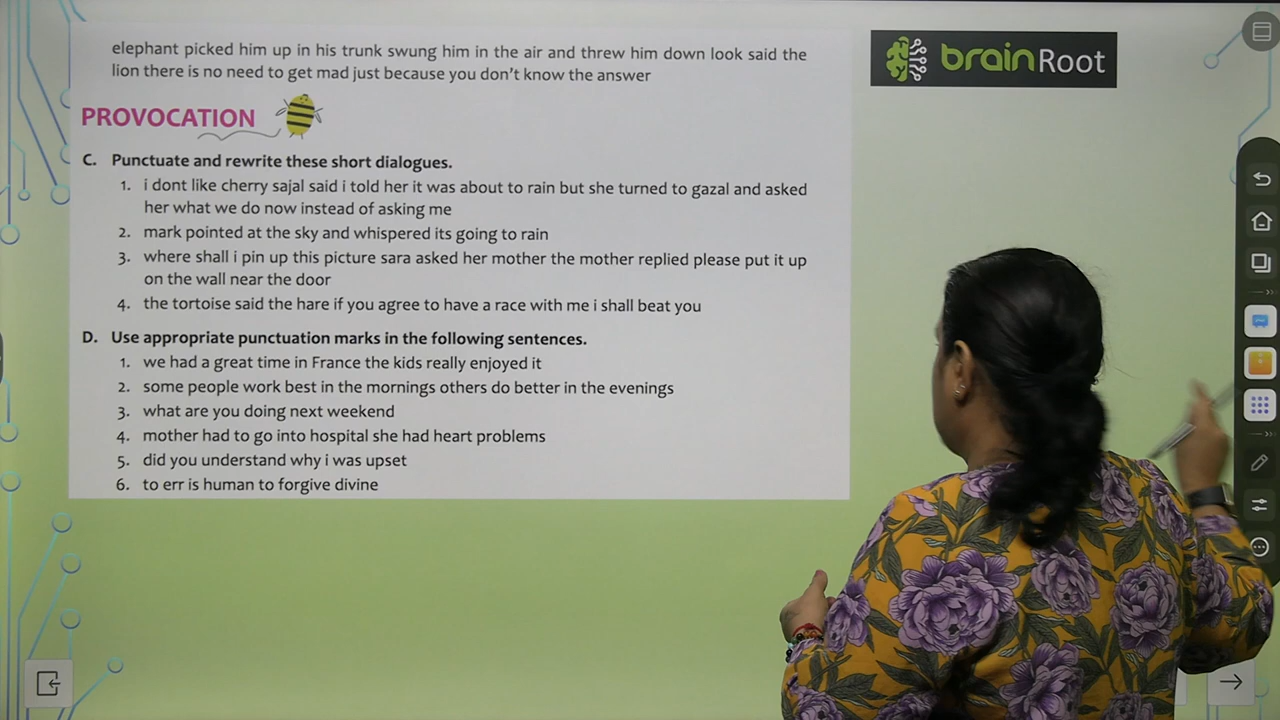 elephant picked him up in his trunk swung him in the air and threw him down look said the
lion there is no need to get mad just because you don't know the answer
brainRoot
PROVOCATION
C. Punctuate and rewrite these short dialogues.
1. i dont like cherry sajal said i told her it was about to rain but she turned to gazal and asked
her what we do now instead of asking me
2. mark pointed at the sky and whispered its going to rain
3. where shall i pin up this picture sara asked her mother the mother replied please put it up
on the wall near the door
4. the tortoise said the hare if you agree to have a race with me i shall beat you
D. Use appropriate punctuation marks in the following sentences.
1. we had a great time in France the kids really enjoyed it
2. some people work best in the mornings others do better in the evenings
3. what are you doing next weekend
4. mother had to go into hospital she had heart problems
5. did you understand why i was upset
6. to err is human to forgive divine